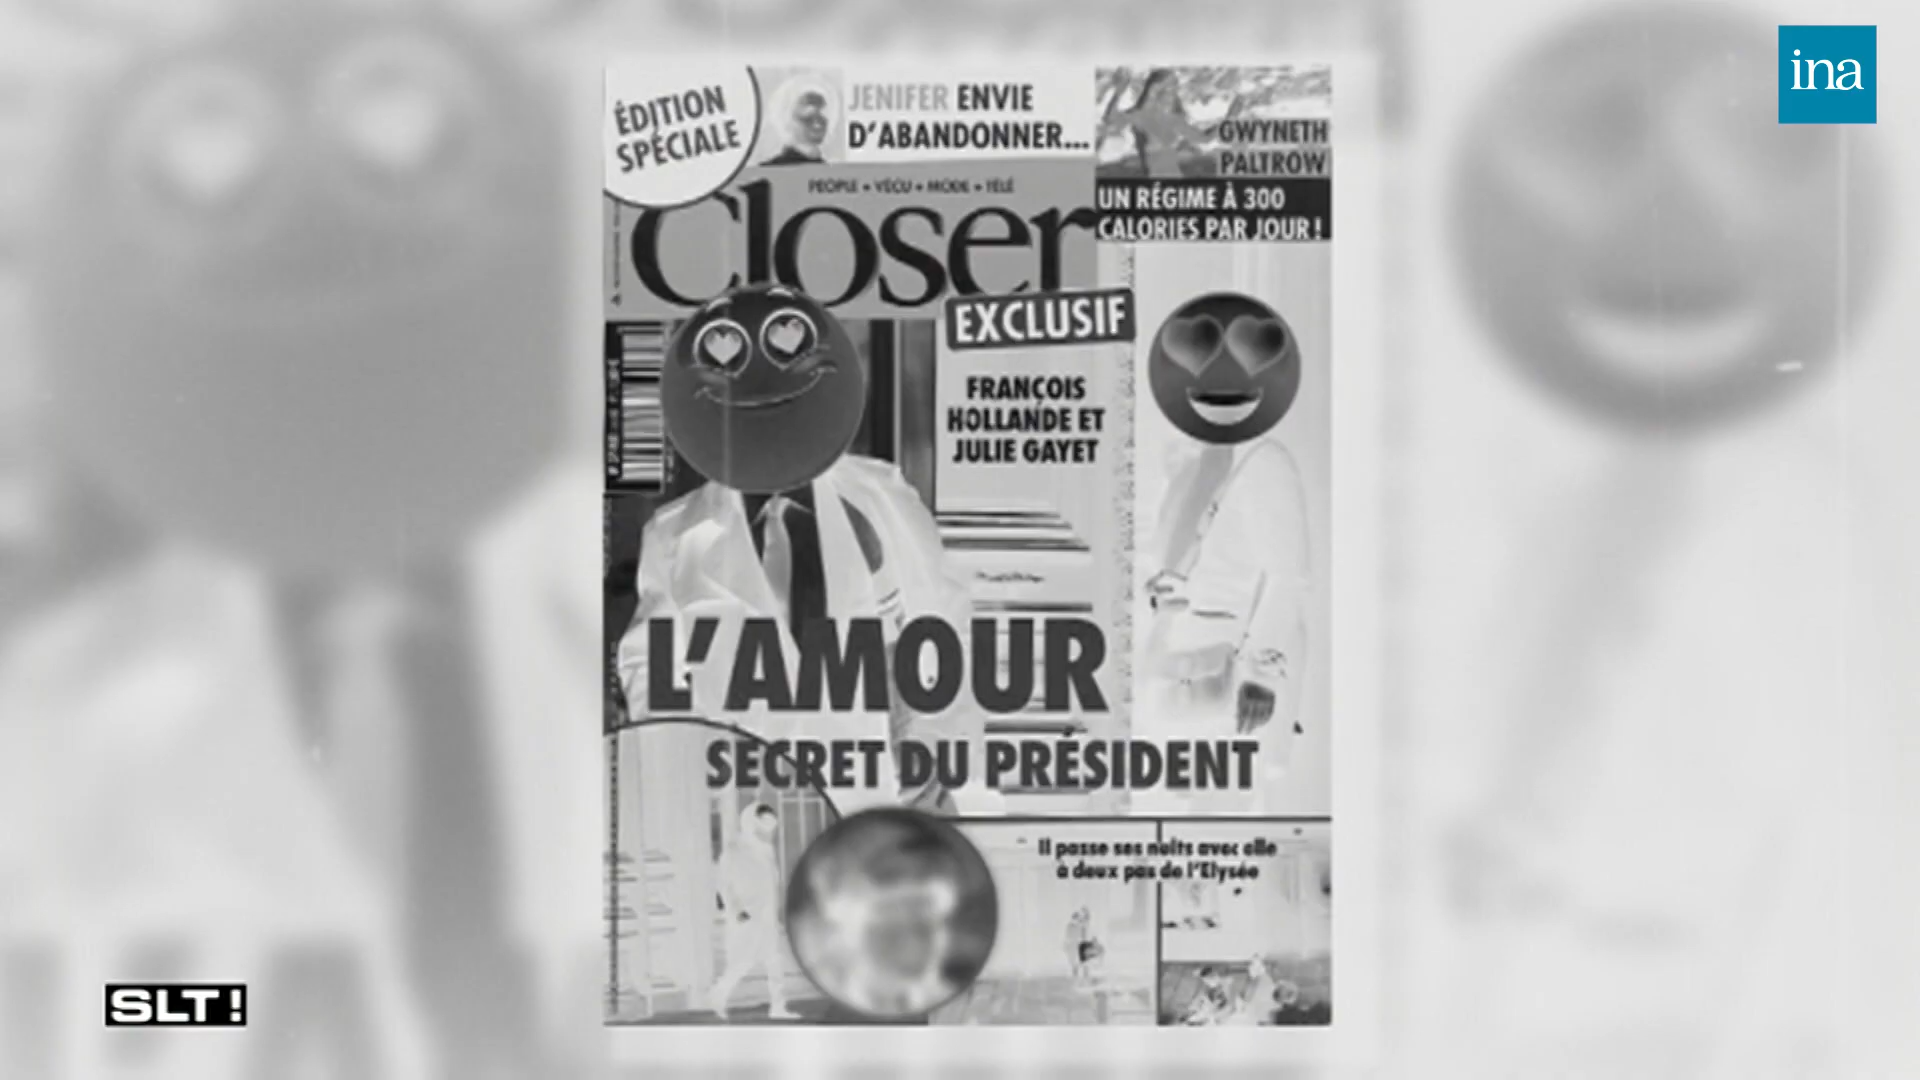 ina
ÉDITION
SPÉCIALE
JENIFER ENVIE
D'ABANDONNER...
GWYNETH
PALTROW
UN RÉGIME À 300
CALORIES PAR JOUR !
PEOPLE + VÉCU + MODE + TÉLÉ
Closer
EXCLUSIF
FRANÇOIS
HOLLANDE ET
JULIE GAYET
L'AMOUR
SECRET DU PRÉSIDENT
Il passe ses nuits avec elle
à deux pas de l'Elysée
SLT!